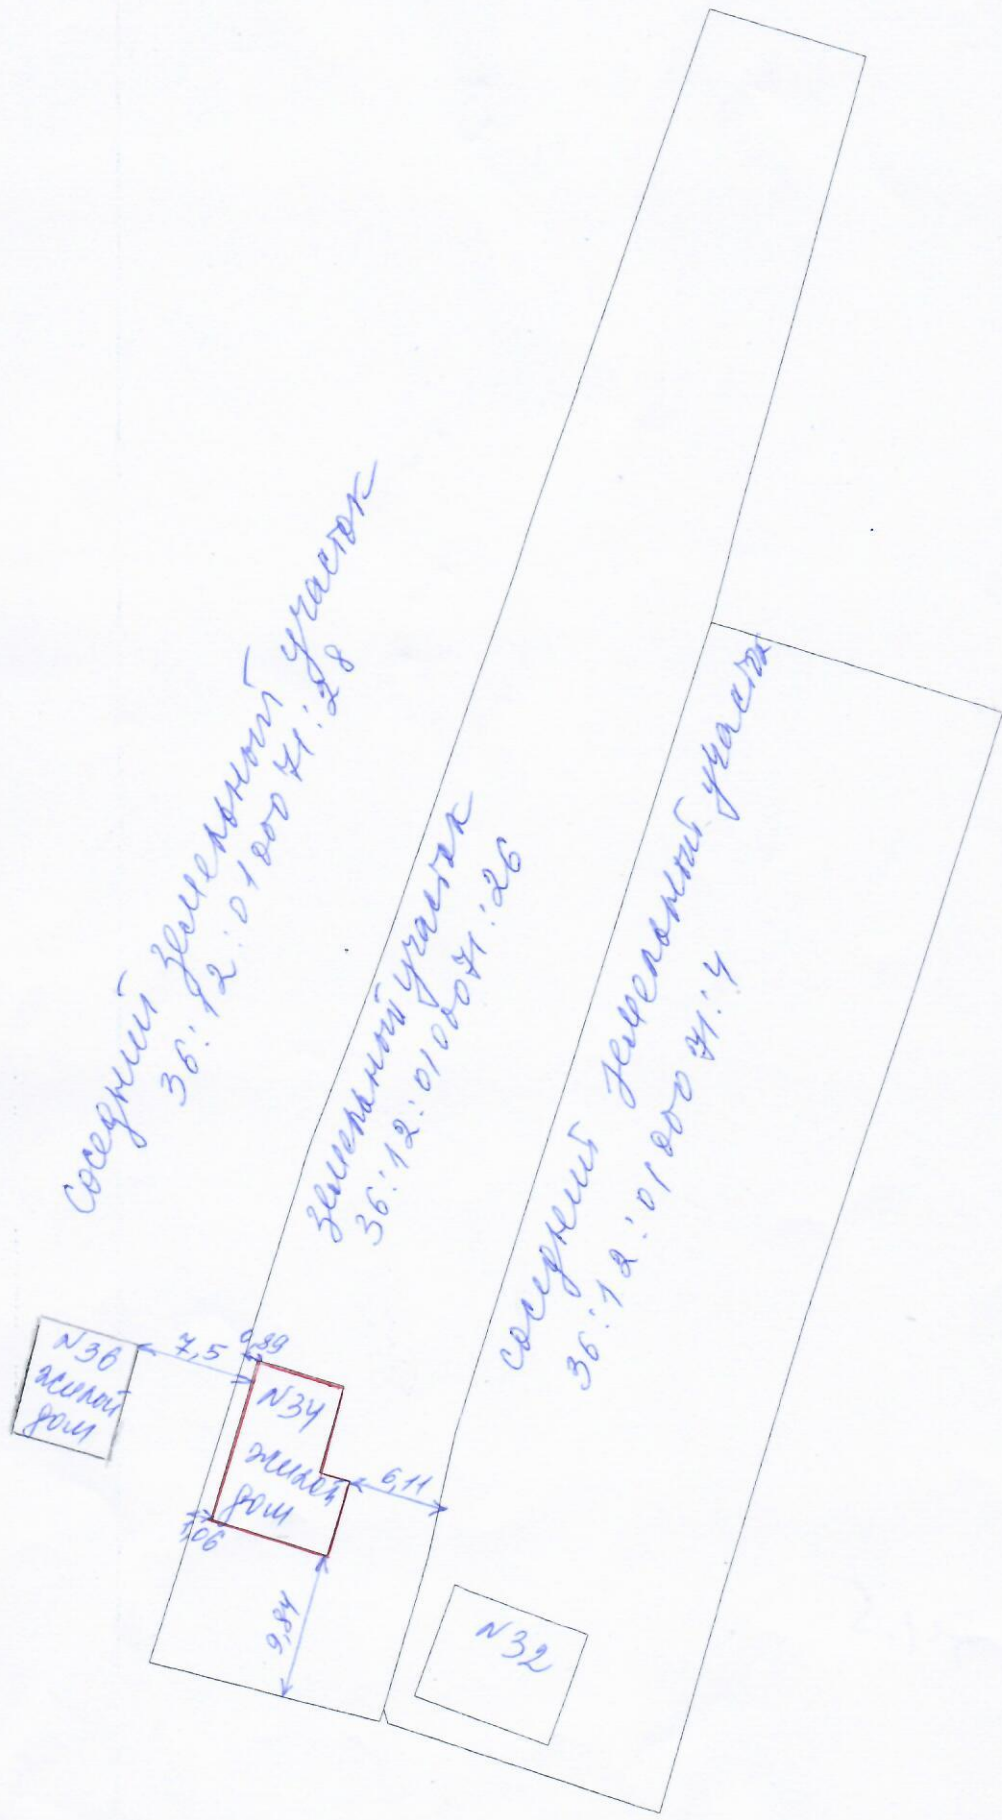 соседний земельный участок
36:12:0100071:28
земельный участок
36:12:0100071:26
соседний земельный участок
36:12:0100071:4
N36
жилой
дом
7,5
0,89
N34
жилой
дом
6,11
1,06
9,84
N32